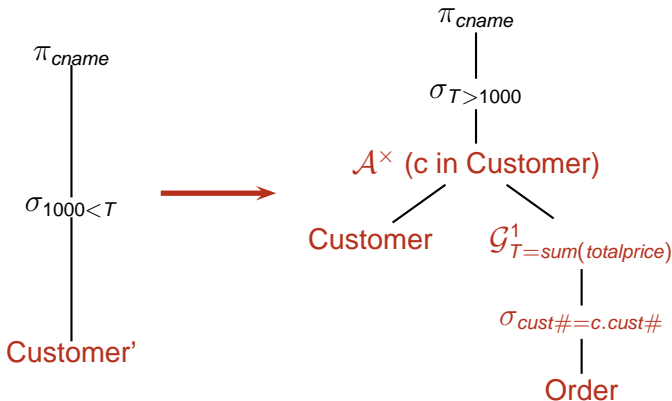 π_cname
σ_1000<T
Customer’
π_cname
σ_T>1000
𝒜^× (c in Customer)
Customer
𝒢^1_T=sum(totalprice)
σ_cust#=c.cust#
Order